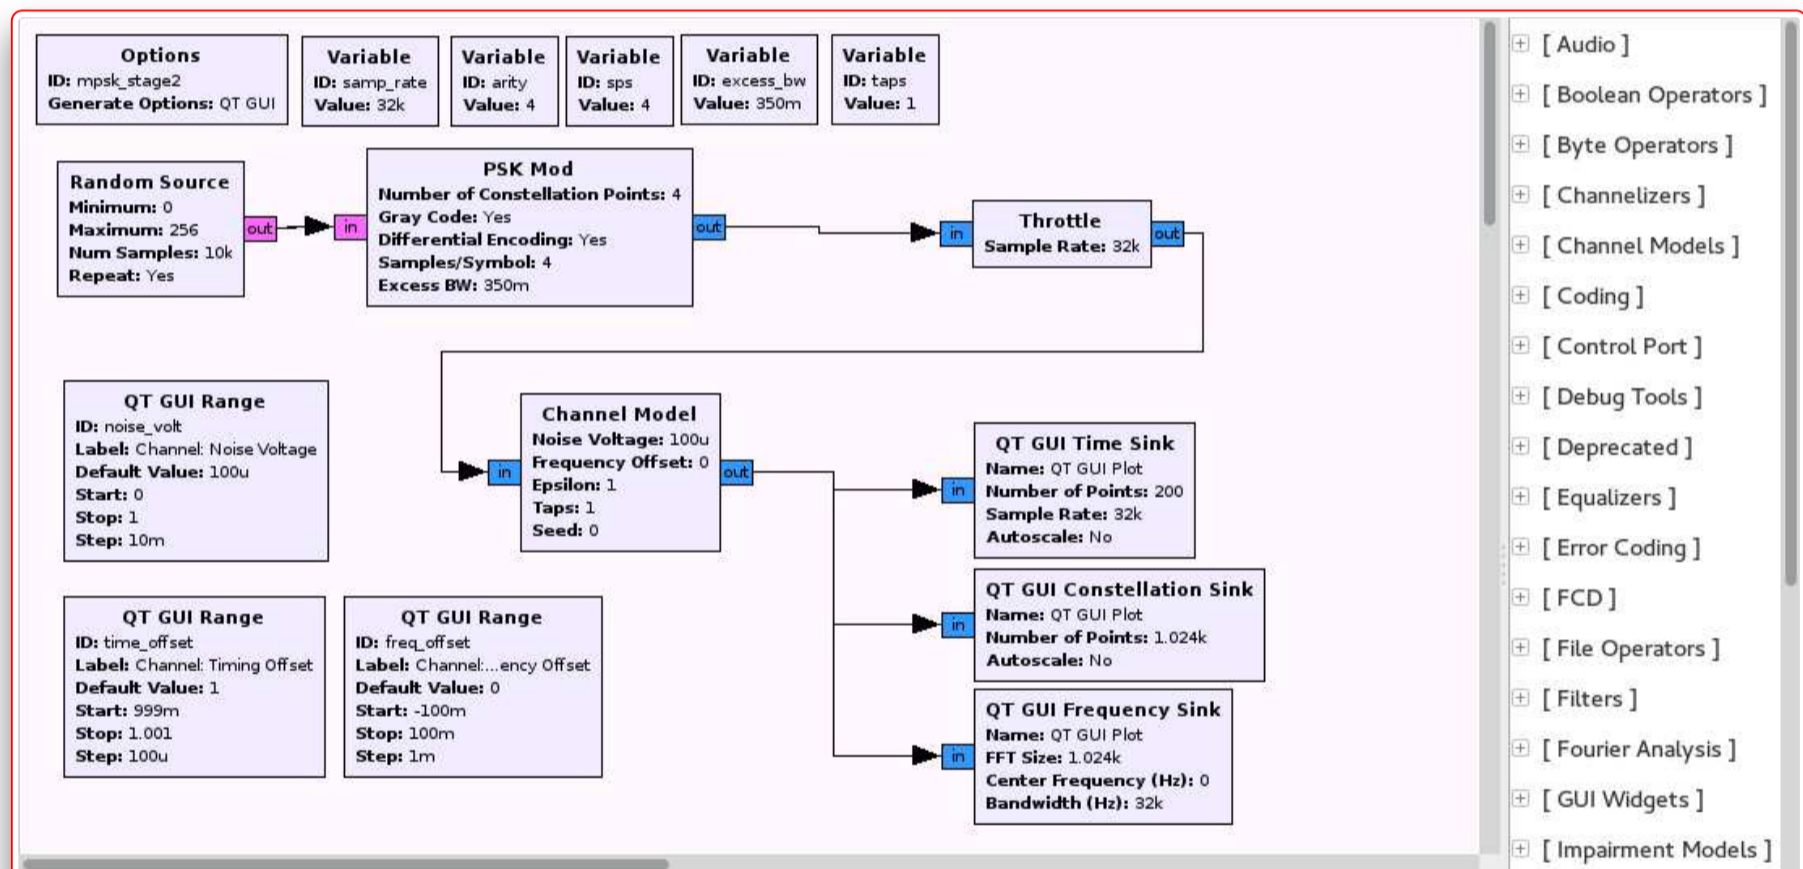 Options
ID: mpsk_stage2
Generate Options: QT GUI
Variable
ID: samp_rate
Value: 32k
Variable
ID: arity
Value: 4
Variable
ID: sps
Value: 4
Variable
ID: excess_bw
Value: 350m
Variable
ID: taps
Value: 1
Random Source
Minimum: 0
Maximum: 256
Num Samples: 10k
Repeat: Yes
out
in
PSK Mod
Number of Constellation Points: 4
Gray Code: Yes
Differential Encoding: Yes
Samples/Symbol: 4
Excess BW: 350m
out
in
Throttle
Sample Rate: 32k
out
QT GUI Range
ID: noise_volt
Label: Channel: Noise Voltage
Default Value: 100u
Start: 0
Stop: 1
Step: 10m
in
Channel Model
Noise Voltage: 100u
Frequency Offset: 0
Epsilon: 1
Taps: 1
Seed: 0
out
in
QT GUI Time Sink
Name: QT GUI Plot
Number of Points: 200
Sample Rate: 32k
Autoscale: No
in
QT GUI Constellation Sink
Name: QT GUI Plot
Number of Points: 1.024k
Autoscale: No
QT GUI Range
ID: time_offset
Label: Channel: Timing Offset
Default Value: 1
Start: 999m
Stop: 1.001
Step: 100u
QT GUI Range
ID: freq_offset
Label: Channel:...ency Offset
Default Value: 0
Start: -100m
Stop: 100m
Step: 1m
in
QT GUI Frequency Sink
Name: QT GUI Plot
FFT Size: 1.024k
Center Frequency (Hz): 0
Bandwidth (Hz): 32k
[ Audio ]
[ Boolean Operators ]
[ Byte Operators ]
[ Channelizers ]
[ Channel Models ]
[ Coding ]
[ Control Port ]
[ Debug Tools ]
[ Deprecated ]
[ Equalizers ]
[ Error Coding ]
[ FCD ]
[ File Operators ]
[ Filters ]
[ Fourier Analysis ]
[ GUI Widgets ]
[ Impairment Models ]